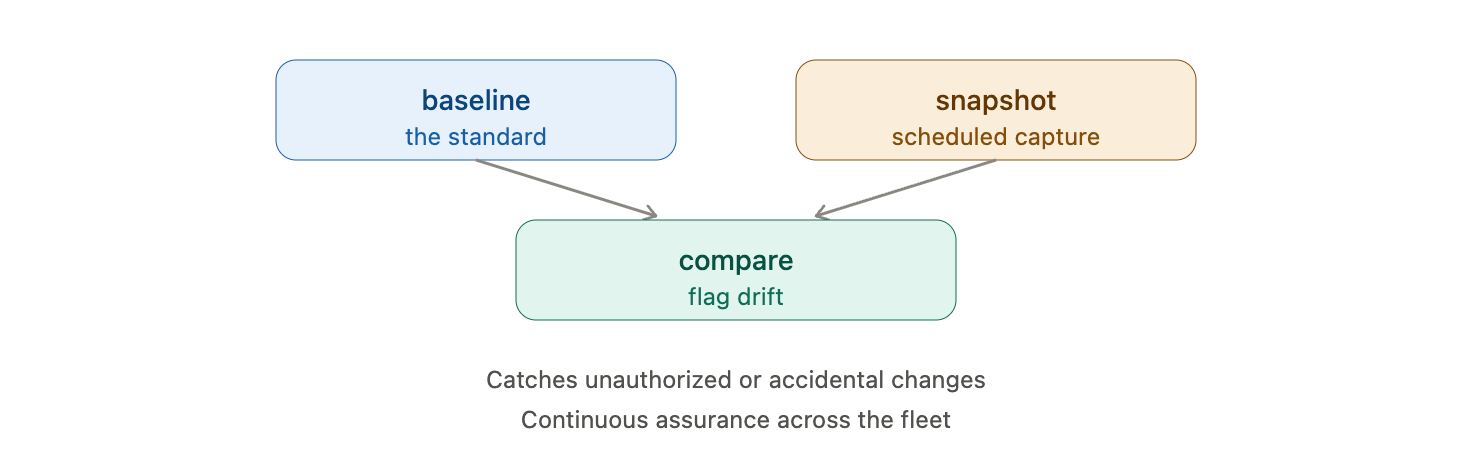 baseline
the standard
snapshot
scheduled capture
compare
flag drift
Catches unauthorized or accidental changes
Continuous assurance across the fleet